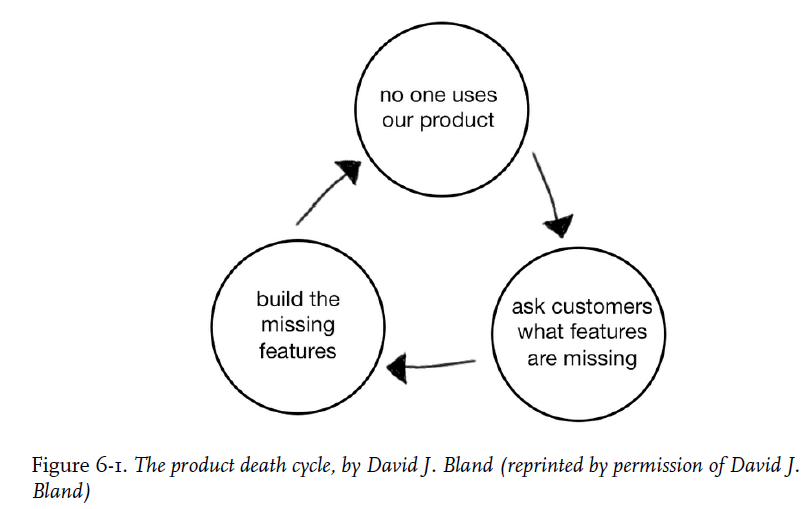 no one uses
our product
ask customers
what features
are missing
build the
missing
features
Figure 6-1. The product death cycle, by David J. Bland (reprinted by permission of David J.
Bland)